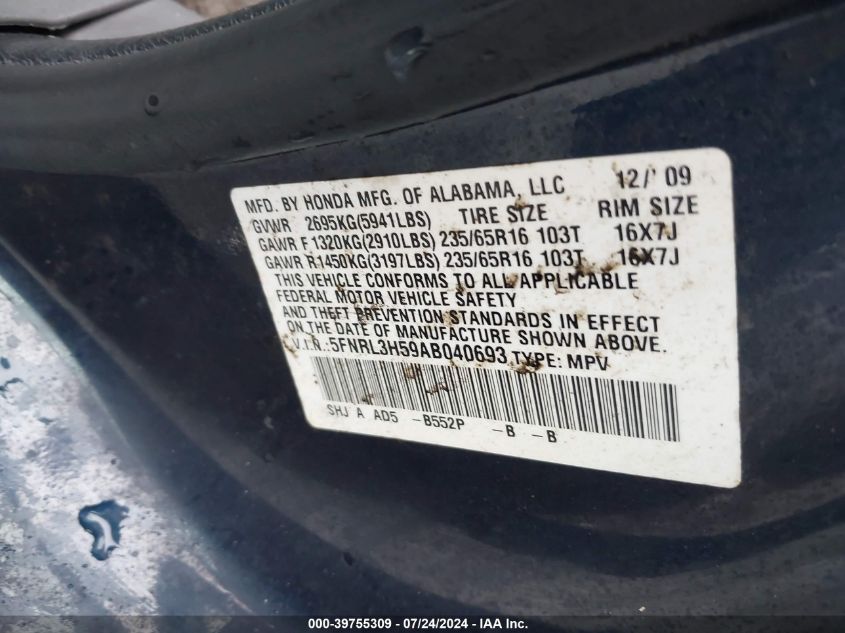 MFD. BY HONDA MFG. OF ALABAMA, LLC 12/'09
GVWR 2695KG(5941LBS) TIRE SIZE RIM SIZE
GAWR F 1320KG(2910LBS) 235/65R16 103T 16X7J
GAWR R 1450KG(3197LBS) 235/65R16 103T 16X7J
THIS VEHICLE CONFORMS TO ALL APPLICABLE
FEDERAL MOTOR VEHICLE SAFETY
AND THEFT PREVENTION STANDARDS IN EFFECT
ON THE DATE OF MANUFACTURE SHOWN ABOVE.
V.I.N.:5FNRL3H59AB040693 TYPE: MPV
SHJ A AD5 -B552P -B -B
000-39755309 - 07/24/2024 - IAA Inc.